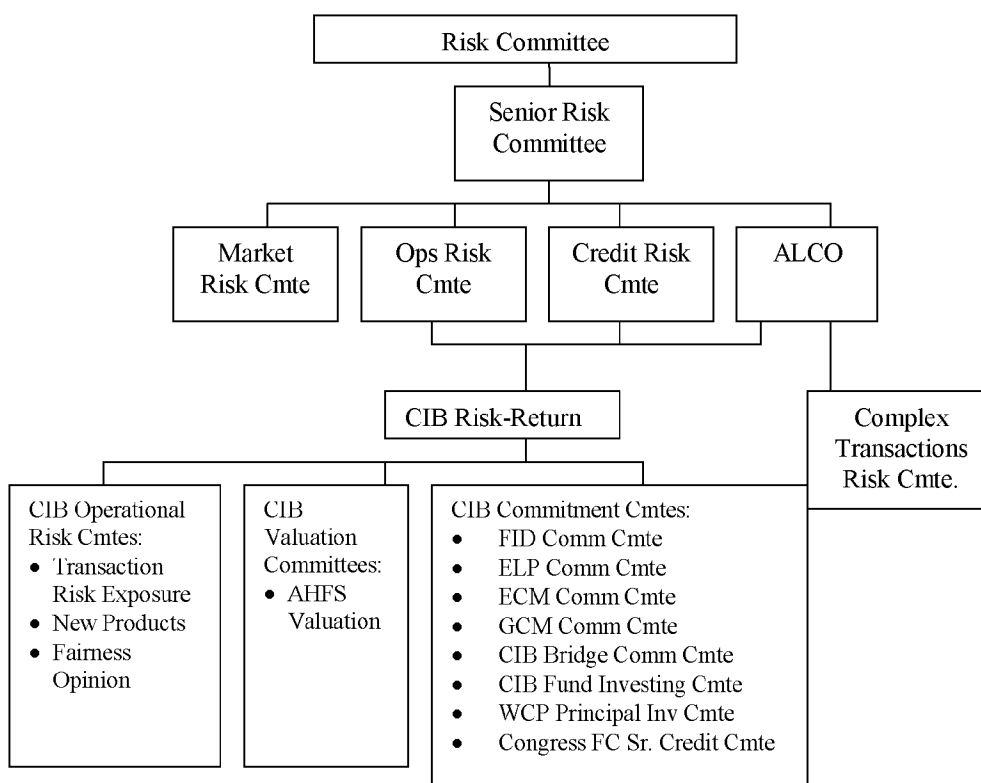 Risk Committee
Senior Risk
Committee
Market
Risk Cmte
Ops Risk
Cmte
Credit Risk
Cmte
ALCO
CIB Risk-Return
Complex
Transactions
Risk Cmte.
CIB Operational
Risk Cmtes:
● Transaction
Risk Exposure
● New Products
● Fairness
Opinion
CIB
Valuation
Committees:
● AHFS
Valuation
CIB Commitment Cmtes:
● FID Comm Cmte
● ELP Comm Cmte
● ECM Comm Cmte
● GCM Comm Cmte
● CIB Bridge Comm Cmte
● CIB Fund Investing Cmte
● WCP Principal Inv Cmte
● Congress FC Sr. Credit Cmte